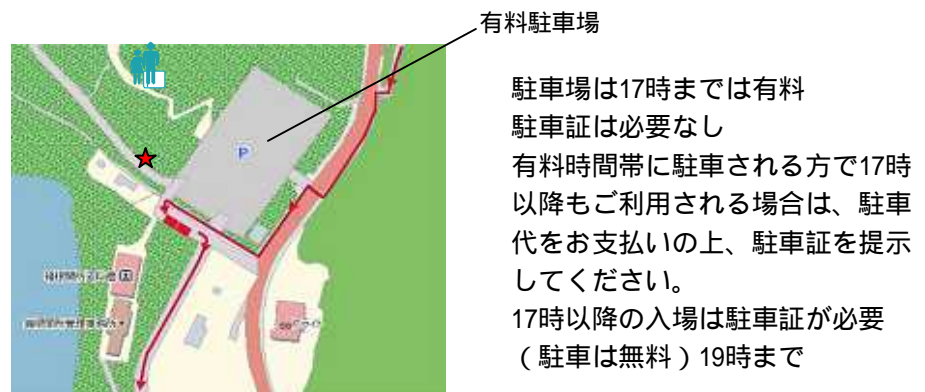 有料駐車場
駐車場は17時までは有料
駐車証は必要なし
有料時間帯に駐車される方で17時
以降もご利用される場合は、駐車
代をお支払いの上、駐車証を提示
してください。
17時以降の入場は駐車証が必要
（駐車は無料）19時まで
P